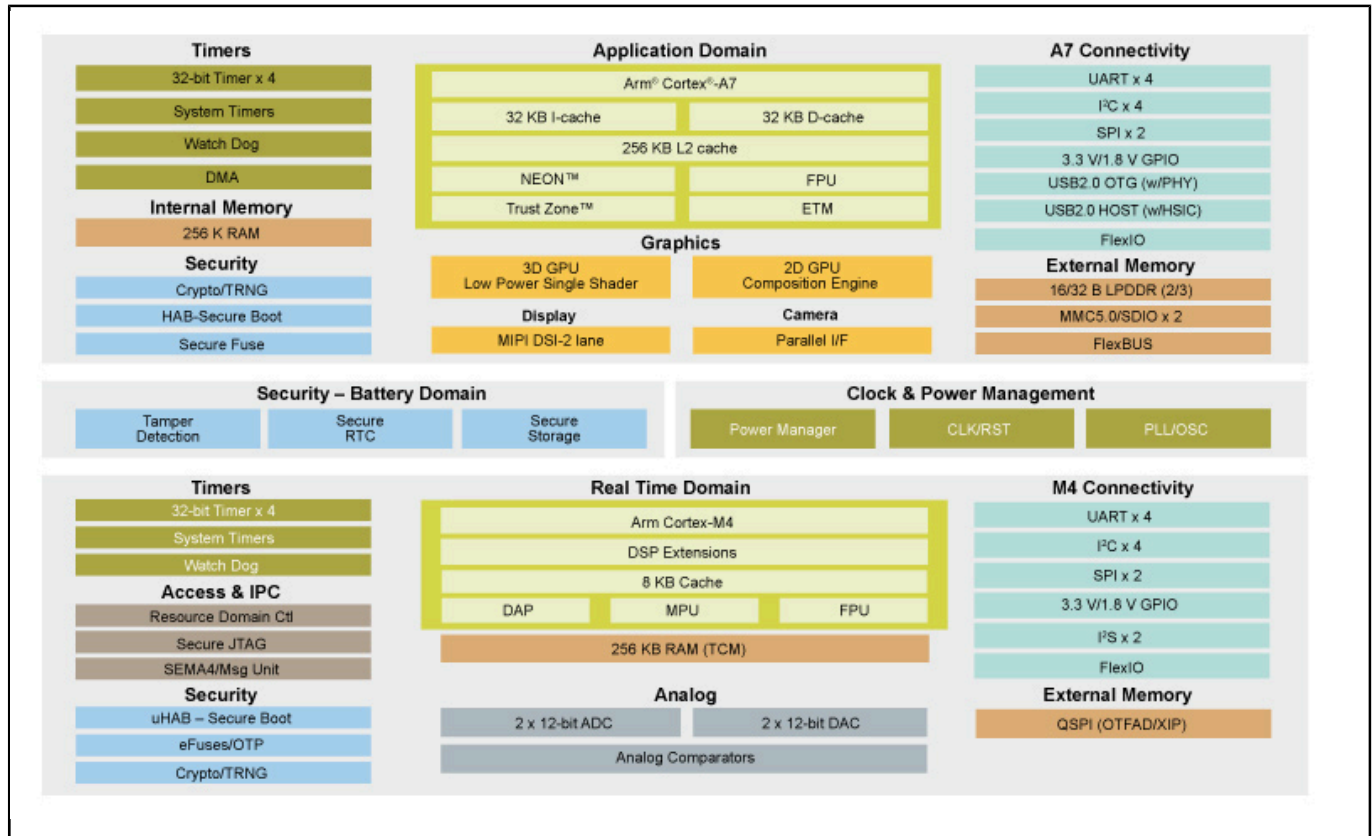 Timers
32-bit Timer x 4
System Timers
Watch Dog
DMA
Internal Memory
256 K RAM
Security
Crypto/TRNG
HAB-Secure Boot
Secure Fuse
Application Domain
Arm® Cortex®-A7
32 KB I-cache
32 KB D-cache
256 KB L2 cache
NEON™
FPU
Trust Zone™
ETM
Graphics
3D GPU
Low Power Single Shader
2D GPU
Composition Engine
Display
MIPI DSI-2 lane
Camera
Parallel I/F
A7 Connectivity
UART x 4
I²C x 4
SPI x 2
3.3 V/1.8 V GPIO
USB2.0 OTG (w/PHY)
USB2.0 HOST (w/HSIC)
FlexIO
External Memory
16/32 B LPDDR (2/3)
MMC5.0/SDIO x 2
FlexBUS
Security – Battery Domain
Tamper
Detection
Secure
RTC
Secure
Storage
Clock & Power Management
Power Manager
CLK/RST
PLL/OSC
Timers
32-bit Timer x 4
System Timers
Watch Dog
Access & IPC
Resource Domain Ctl
Secure JTAG
SEMA4/Msg Unit
Security
uHAB – Secure Boot
eFuses/OTP
Crypto/TRNG
Real Time Domain
Arm Cortex-M4
DSP Extensions
8 KB Cache
DAP
MPU
FPU
256 KB RAM (TCM)
Analog
2 x 12-bit ADC
2 x 12-bit DAC
Analog Comparators
M4 Connectivity
UART x 4
I²C x 4
SPI x 2
3.3 V/1.8 V GPIO
I²S x 2
FlexIO
External Memory
QSPI (OTFAD/XIP)